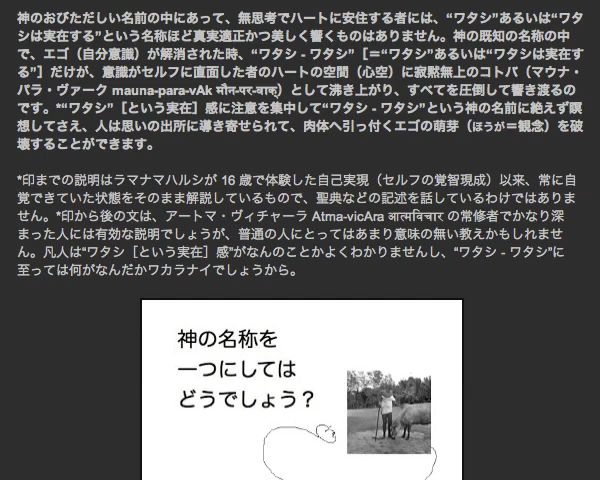 神のおびただしい名前の中にあって、無思考でハートに安住する者には、“ワタシ”あるいは“ワタ
シは実在する”という名称ほど真実適正かつ美しく響くものはありません。神の既知の名称の中
で、エゴ（自分意識）が解消された時、“ワタシ - ワタシ”［＝“ワタシ”あるいは“ワタシは実在す
る”］だけが、意識がセルフに直面した者のハートの空間（心空）に寂黙無上のコトバ（マウナ・
パラ・ヴァーク mauna-para-vAk मौन-पर-वाक्）として沸き上がり、すべてを圧倒して響き渡るの
です。*“ワタシ”［という実在］感に注意を集中して“ワタシ - ワタシ”という神の名前に絶えず瞑
想してさえ、人は思いの出所に導き寄せられて、肉体へ引っ付くエゴの萌芽（ほうが＝観念）を破
壊することができます。
*印までの説明はラマナマハルシが 16 歳で体験した自己実現（セルフの覚智現成）以来、常に自
覚できていた状態をそのまま解説しているもので、聖典などの記述を話しているわけではありま
せん。*印から後の文は、アートマ・ヴィチャーラ Atma-vicAra आत्मविचार の常修者でかなり深
まった人には有効な説明でしょうが、普通の人にとってはあまり意味の無い教えかもしれませ
ん。凡人は“ワタシ［という実在］感”がなんのことかよくわかりませんし、“ワタシ - ワタシ”に
至っては何がなんだかワカラナイでしょうから。
神の名称を
一つにしては
どうでしょう？